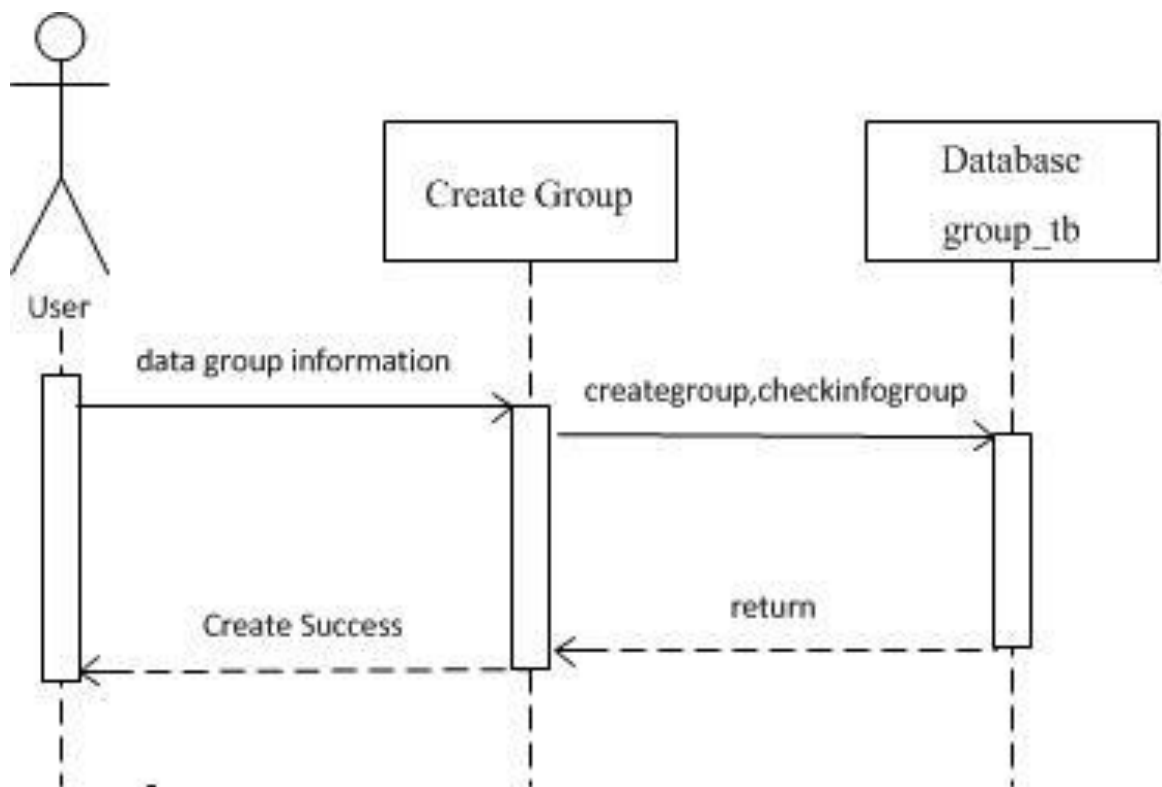 Create Group
Database
group_tb
User
data group information
creategroup,checkinfogroup
return
Create Success